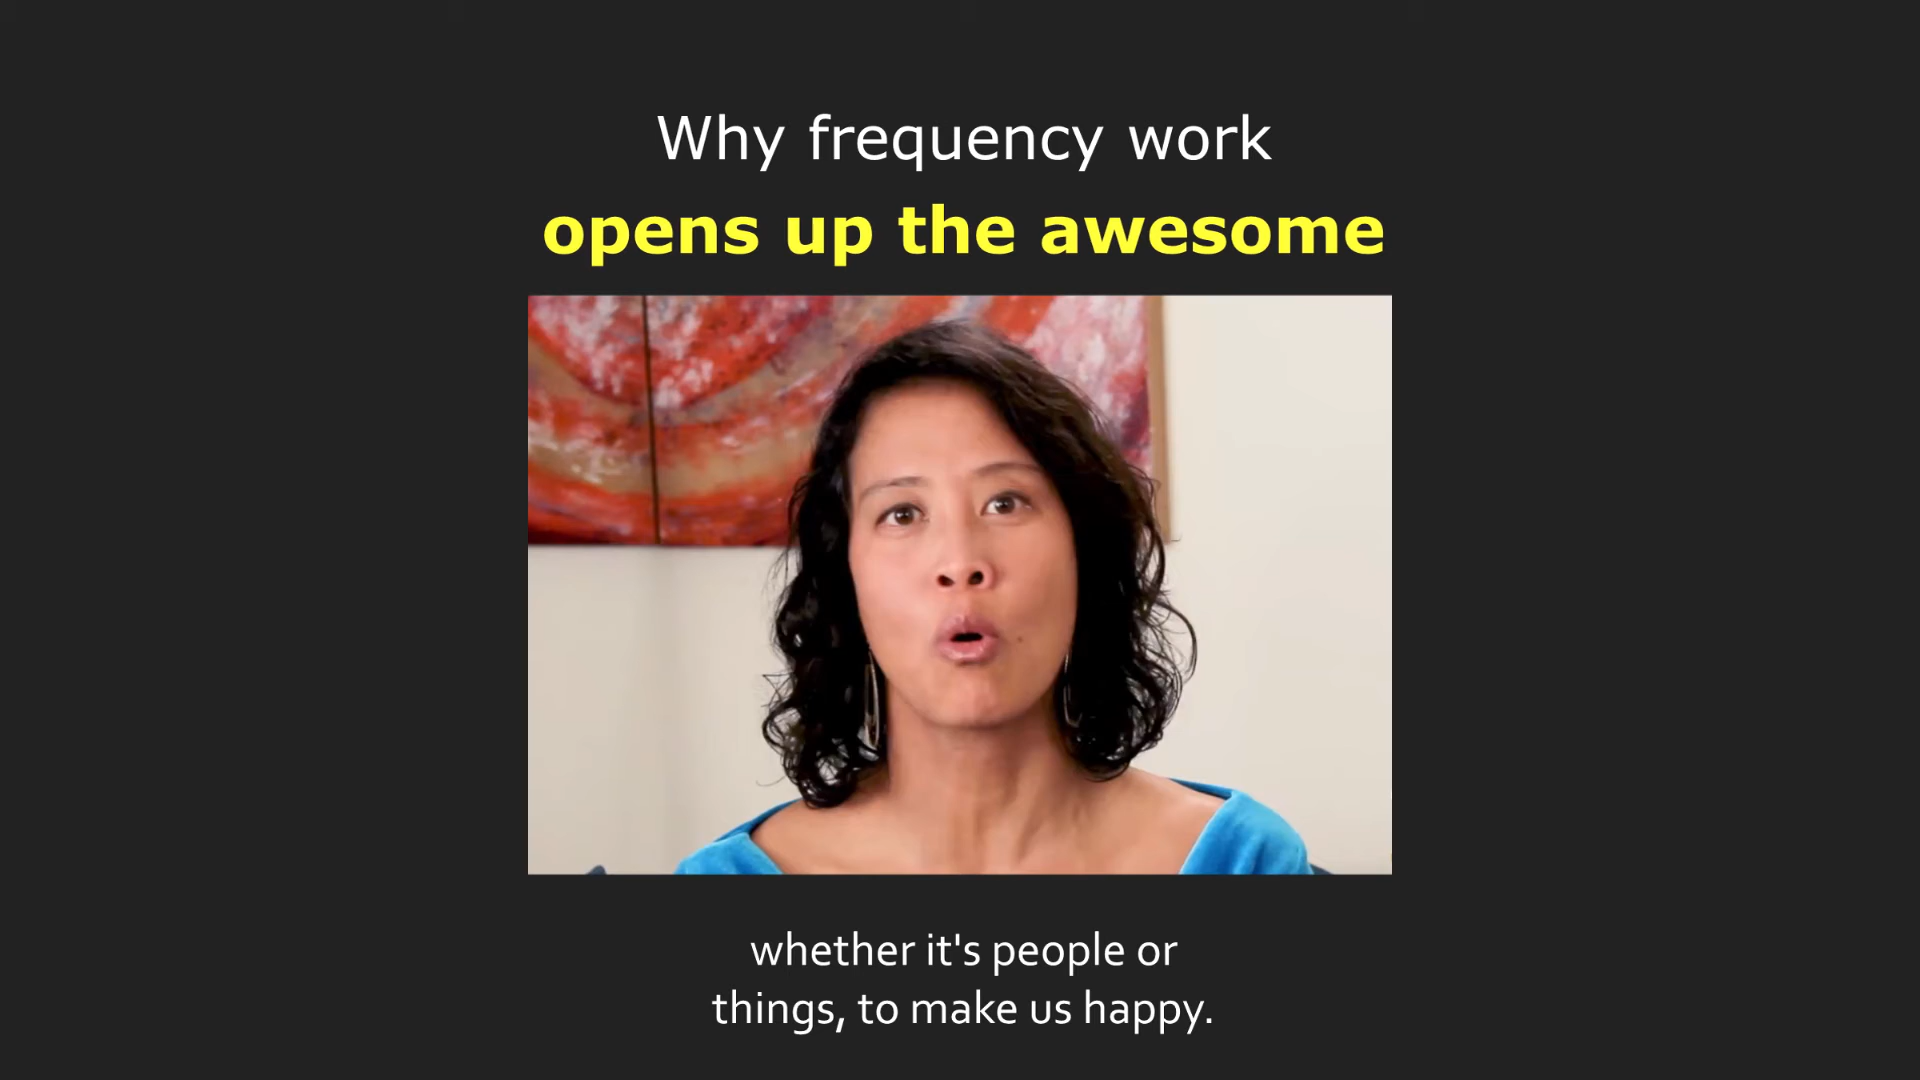 Why frequency work
opens up the awesome
whether it's people or
things, to make us happy.